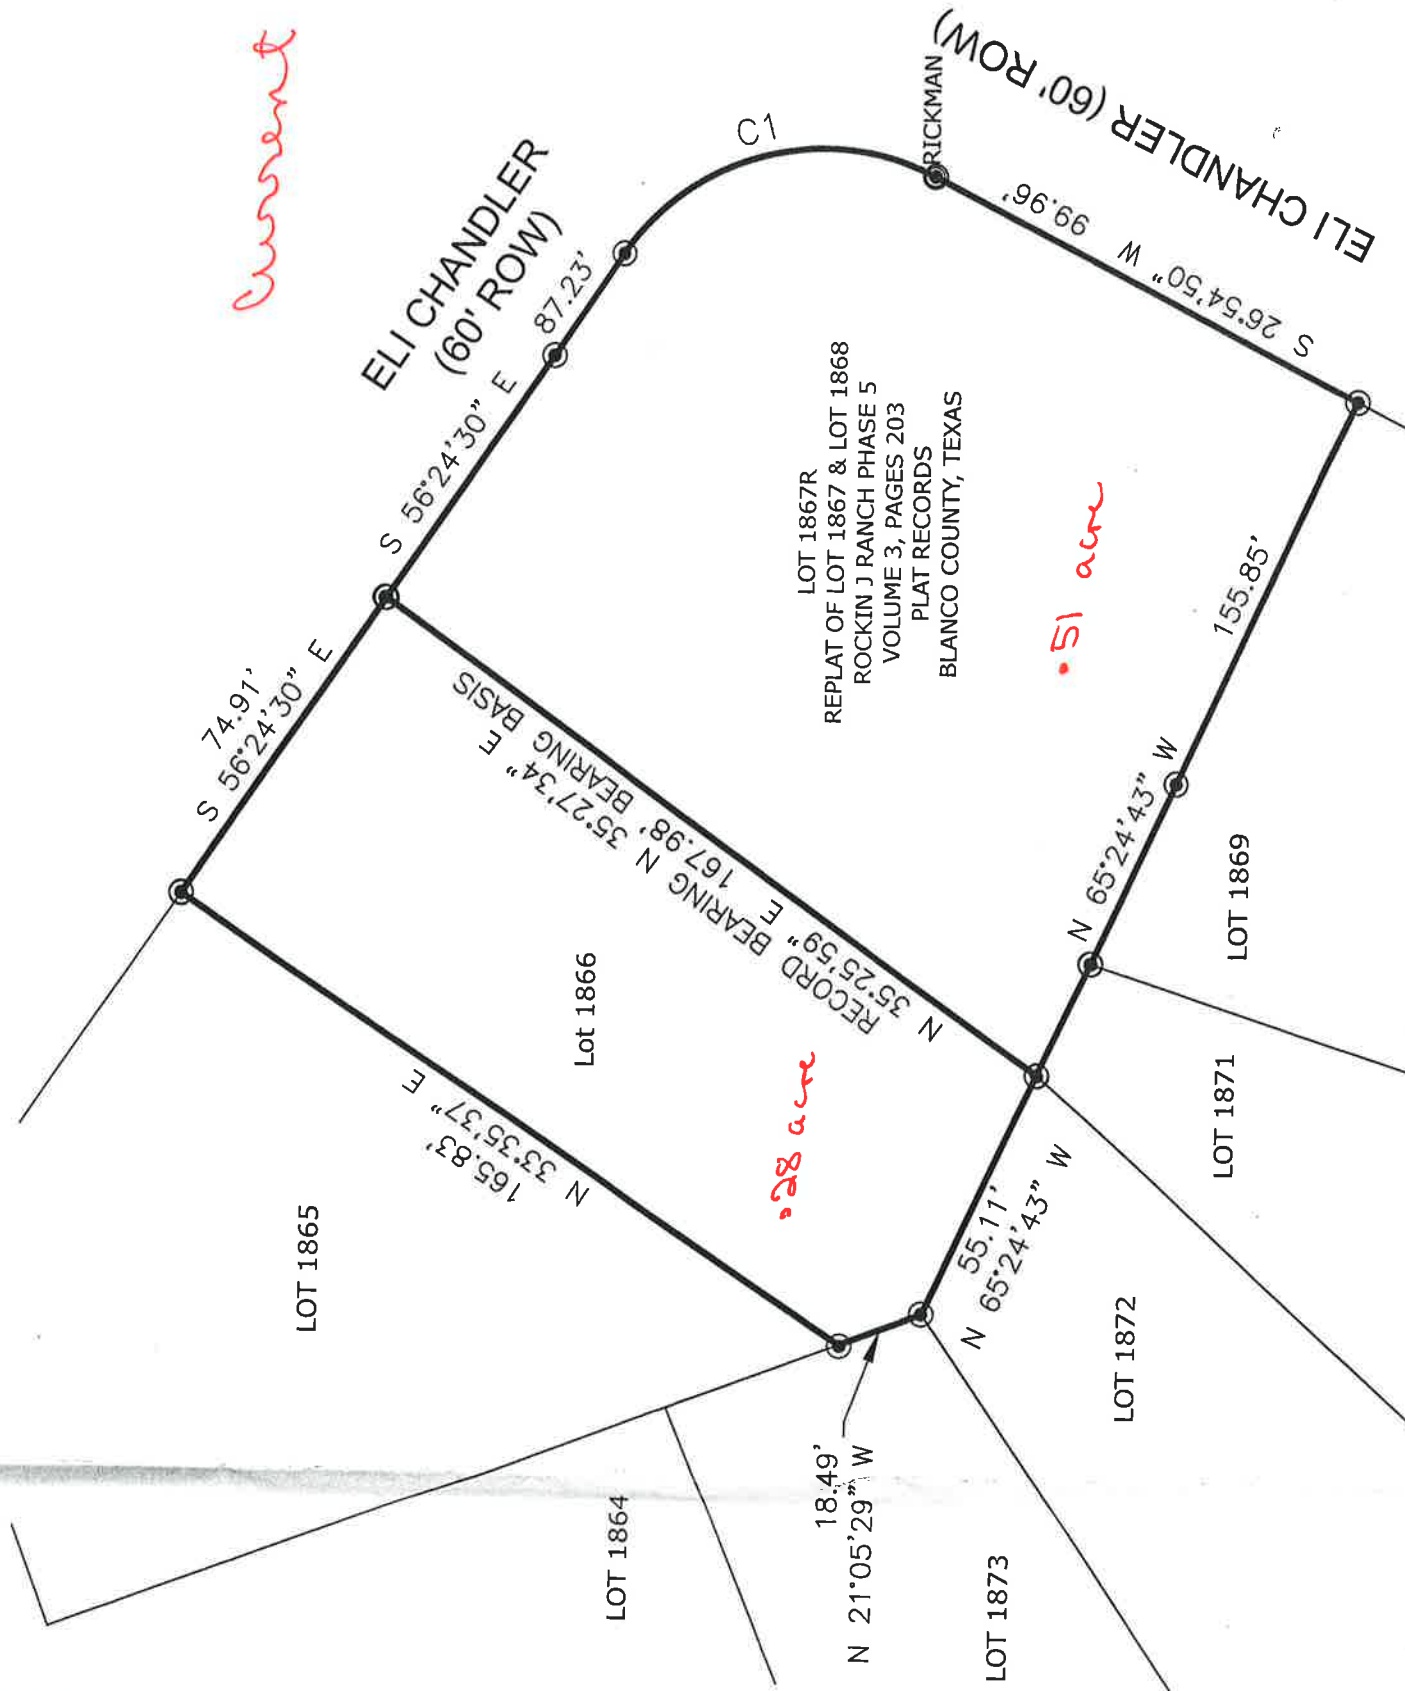 Current
ELI CHANDLER
(60' ROW)
87.23'
S 56°24'30" E
C1
RICKMAN
ELI CHANDLER (60' ROW)
99.96'
S 26°54'50" W
74.91'
S 56°24'30" E
LOT 1867R
REPLAT OF LOT 1867 & LOT 1868
ROCKIN J RANCH PHASE 5
VOLUME 3, PAGES 203
PLAT RECORDS
BLANCO COUNTY, TEXAS
.51 acre
155.85'
N 65°24'43" W
RECORD BEARING N 35°27'34" E
N 35°25'59" E 167.98' BEARING BASIS
Lot 1866
.28 acre
165.83'
N 33°35'37" E
LOT 1865
LOT 1869
LOT 1871
55.11'
N 65°24'43" W
LOT 1872
18.49'
N 21°05'29" W
LOT 1864
LOT 1873